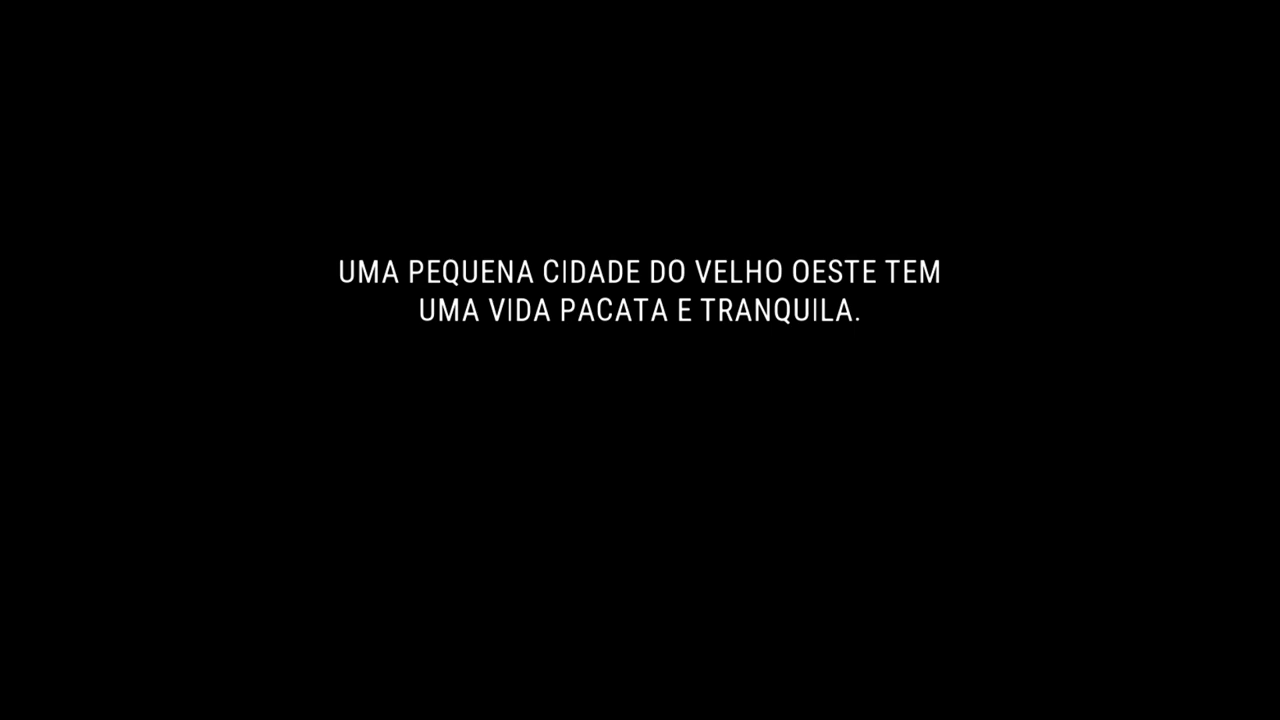 UMA PEQUENA CIDADE DO VELHO OESTE TEM
UMA VIDA PACATA E TRANQUILA.